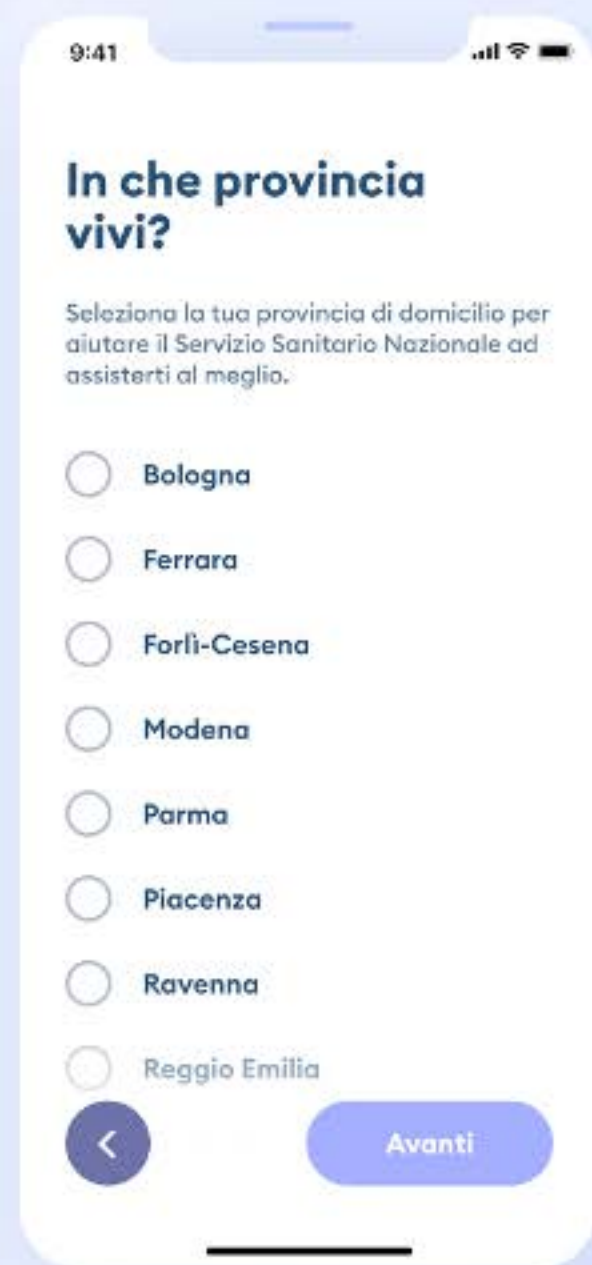 9:41
In che provincia
vivi?
Seleziona la tua provincia di domicilio per
aiutare il Servizio Sanitario Nazionale ad
assisterti al meglio.
Bologna
Ferrara
Forlì-Cesena
Modena
Parma
Piacenza
Ravenna
Reggio Emilia
Avanti